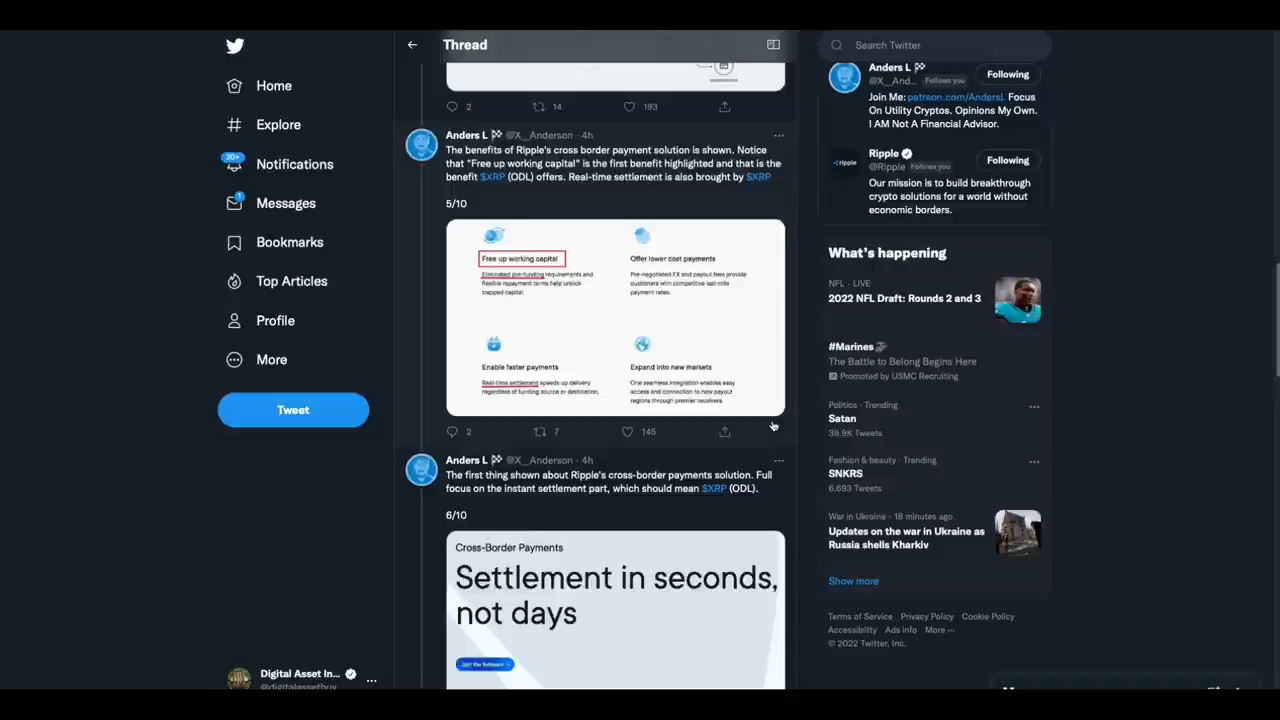 Home
Explore
20+
Notifications
1
Messages
Bookmarks
Top Articles
Profile
More
Tweet
Digital Asset In...
@digitalassetbuy
Thread
2 14 193
Anders L @X__Anderson · 4h
The benefits of Ripple's cross border payment solution is shown. Notice
that "Free up working capital" is the first benefit highlighted and that is the
benefit $XRP (ODL) offers. Real-time settlement is also brought by $XRP
5/10
Free up working capital
Eliminated pre-funding requirements and
flexible repayment terms help unlock
trapped capital.
Offer lower cost payments
Pre-negotiated FX and payout fees provide
customers with competitive last-mile
payment rates.
Enable faster payments
Real-time settlement speeds up delivery
regardless of funding source or destination.
Expand into new markets
One seamless integration enables easy
access and connection to new payout
regions through premier receivers.
2 7 145
Anders L @X__Anderson · 4h
The first thing shown about Ripple's cross-border payments solution. Full
focus on the instant settlement part, which should mean $XRP (ODL).
6/10
Cross-Border Payments
Settlement in seconds,
not days
Join the Network
Search Twitter
Anders L
@X__And... Follows you
Following
Join Me: patreon.com/AndersL Focus
On Utility Cryptos. Opinions My Own.
I AM Not A Financial Advisor.
ripple
Ripple
@Ripple Follows you
Following
Our mission is to build breakthrough
crypto solutions for a world without
economic borders.
What's happening
NFL · LIVE
2022 NFL Draft: Rounds 2 and 3
#Marines
The Battle to Belong Begins Here
Promoted by USMC Recruiting
Politics · Trending
Satan
39.9K Tweets
Fashion & beauty · Trending
SNKRS
6,693 Tweets
War in Ukraine · 18 minutes ago
Updates on the war in Ukraine as
Russia shells Kharkiv
Show more
Terms of Service Privacy Policy Cookie Policy
Accessibility Ads info More ···
© 2022 Twitter, Inc.